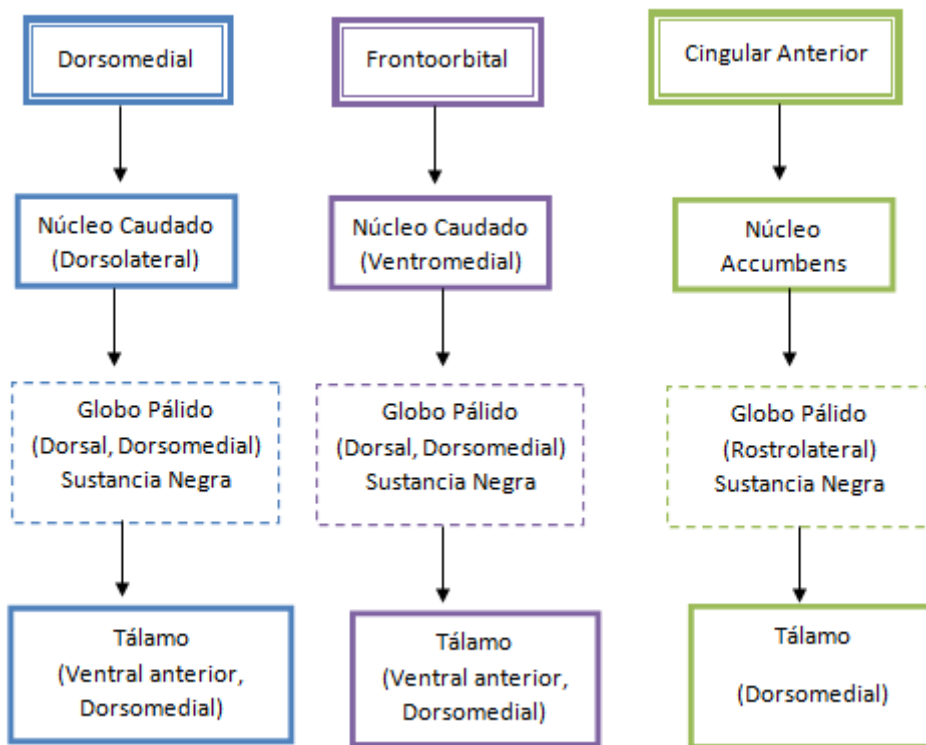 Dorsomedial
Núcleo Caudado
(Dorsolateral)
Globo Pálido
(Dorsal, Dorsomedial)
Sustancia Negra
Tálamo
(Ventral anterior,
Dorsomedial)
Frontoorbital
Núcleo Caudado
(Ventromedial)
Globo Pálido
(Dorsal, Dorsomedial)
Sustancia Negra
Tálamo
(Ventral anterior,
Dorsomedial)
Cingular Anterior
Núcleo
Accumbens
Globo Pálido
(Rostrolateral)
Sustancia Negra
Tálamo
(Dorsomedial)